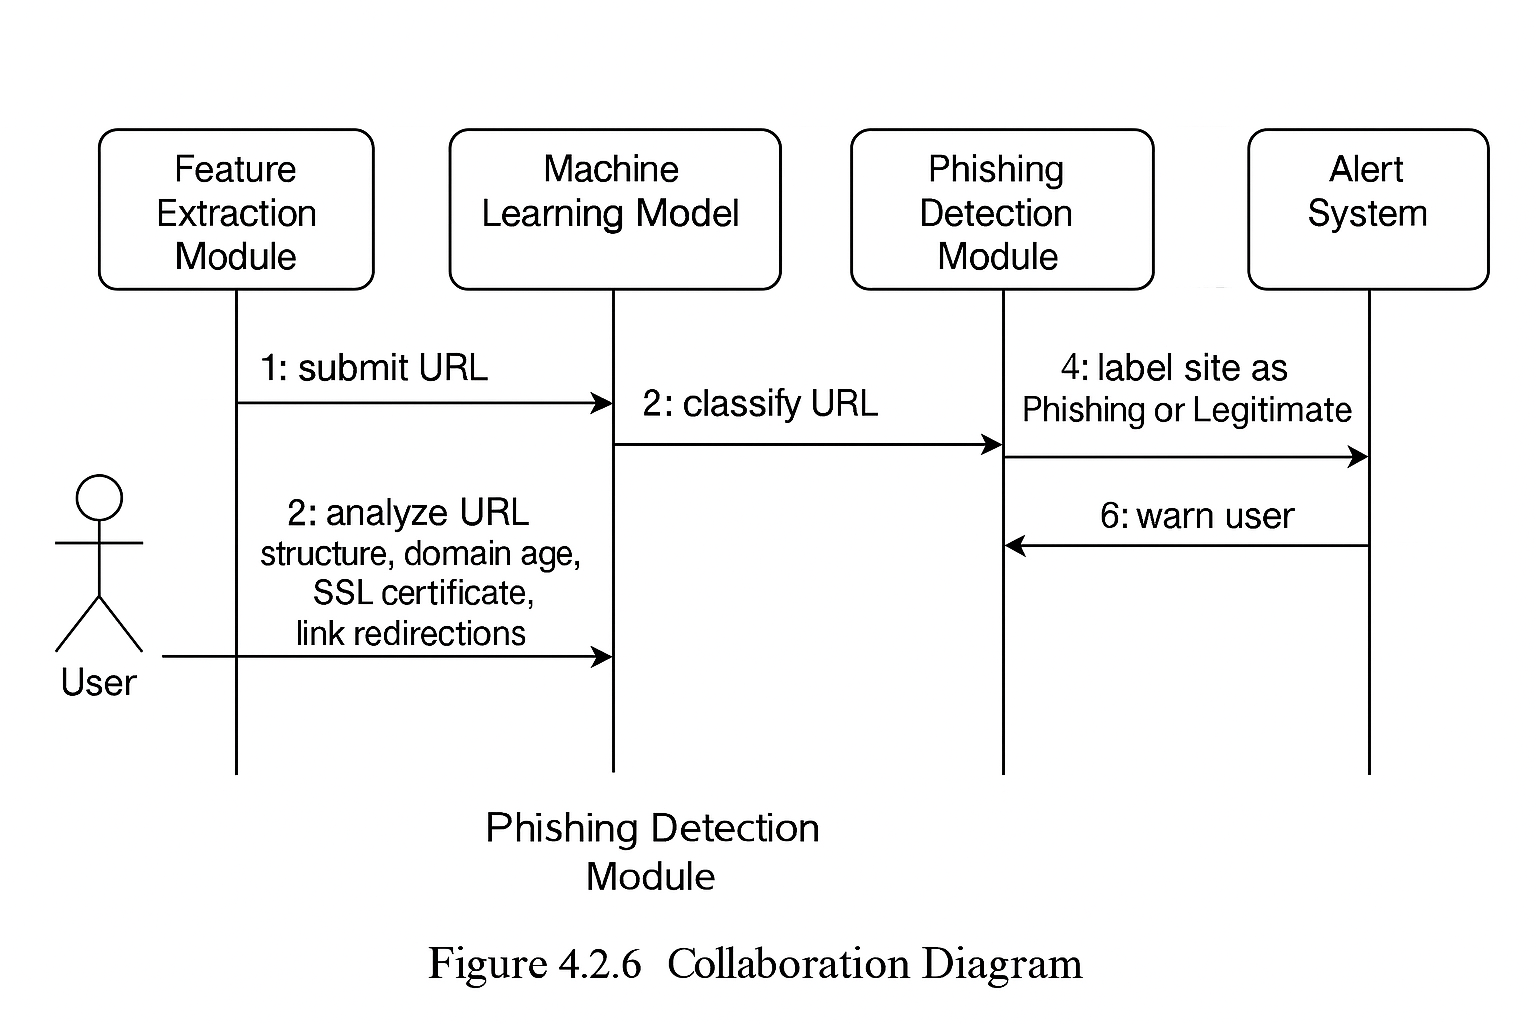 Feature
Extraction
Module
Machine
Learning Model
Phishing
Detection
Module
Alert
System
1: submit URL
2: classify URL
4: label site as
Phishing or Legitimate
6: warn user
2: analyze URL
structure, domain age,
SSL certificate,
link redirections
User
Phishing Detection
Module
Figure 4.2.6 Collaboration Diagram